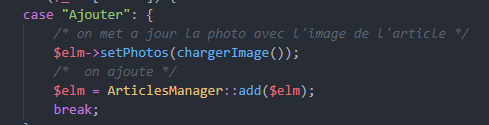 case "Ajouter": {
/* on met a jour la photo avec l'image de l'article */
$elm->setPhotos(chargerImage());
/*  on ajoute */
$elm = ArticlesManager::add($elm);
break;